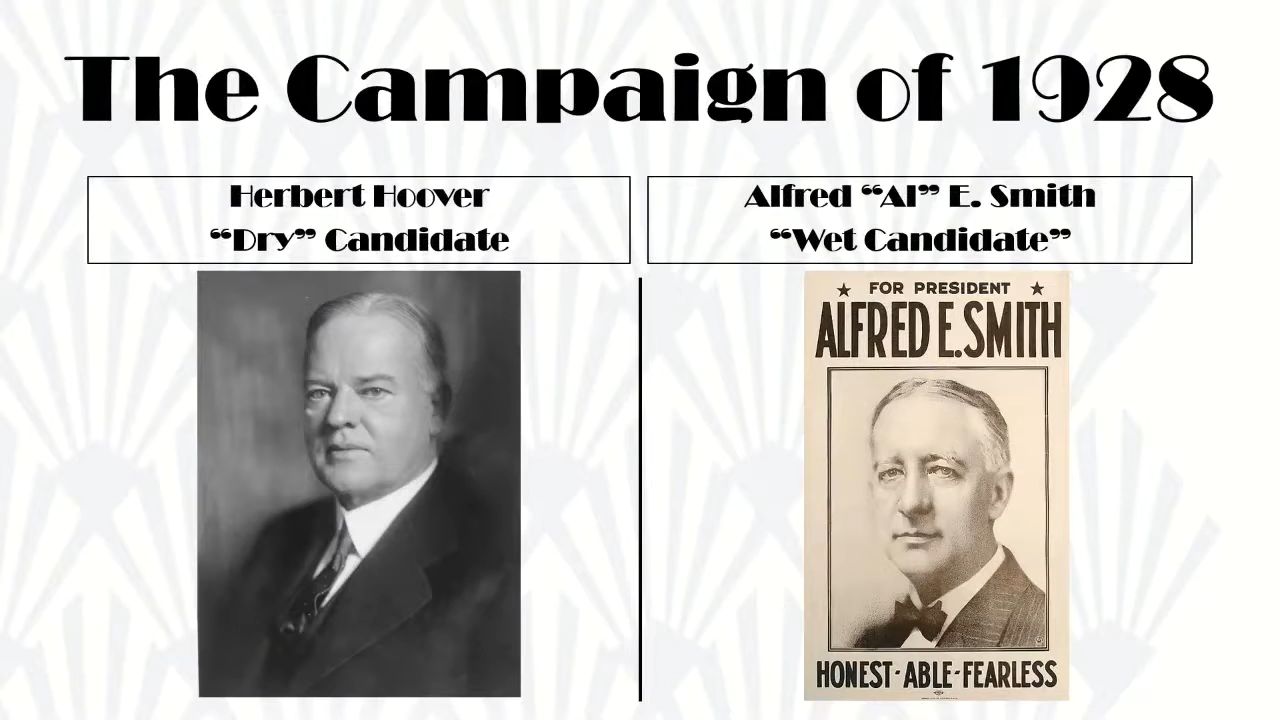 The Campaign of 1928
Herbert Hoover
“Dry” Candidate
Alfred “Al” E. Smith
“Wet Candidate”
★ FOR PRESIDENT ★
ALFRED E. SMITH
HONEST-ABLE-FEARLESS